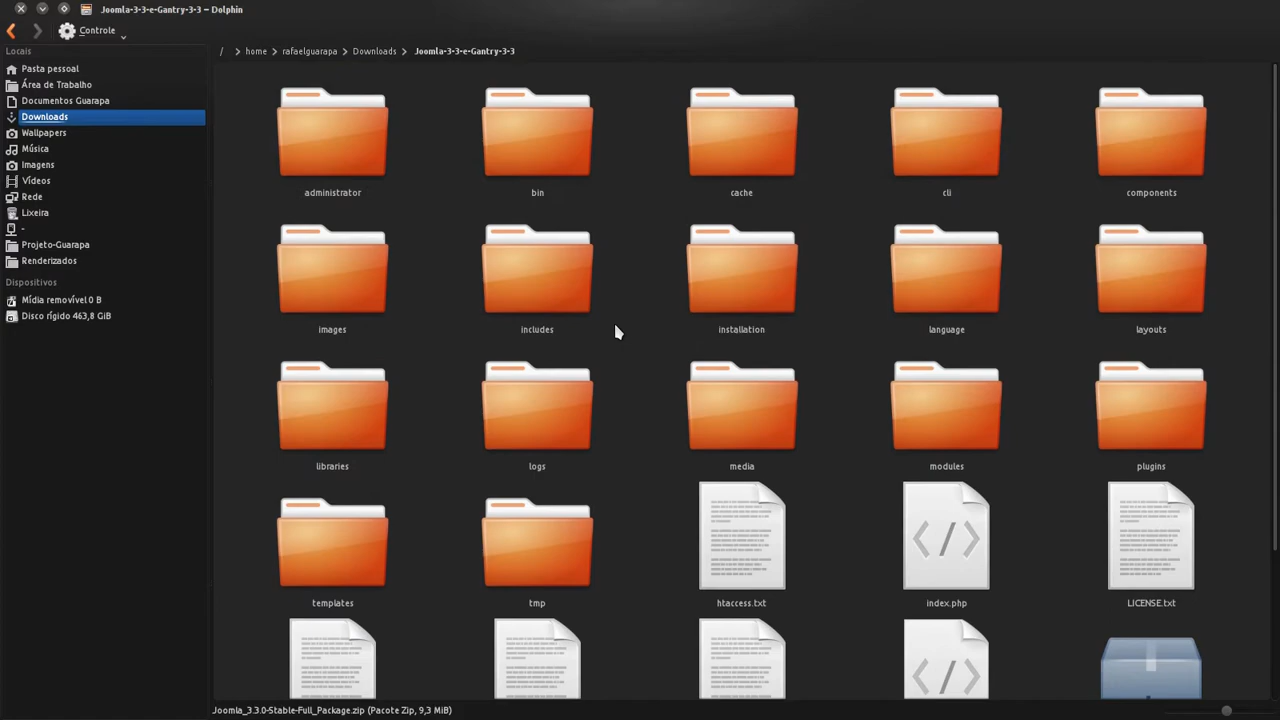 Joomla-3-3-e-Gantry-3-3 – Dolphin
Controle
Locais
Pasta pessoal
Área de Trabalho
Documentos Guarapa
Downloads
Wallpapers
Música
Imagens
Vídeos
Rede
Lixeira
-
Projeto-Guarapa
Renderizados
Dispositivos
Mídia removível 0 B
Disco rígido 463,8 GiB
/ > home > rafaelguarapa > Downloads > Joomla-3-3-e-Gantry-3-3
administrator bin cache cli components
images includes installation language layouts
libraries logs media modules plugins
templates tmp htaccess.txt index.php LICENSE.txt
Joomla_3.3.0-Stable-Full_Package.zip (Pacote Zip, 9,3 MiB)